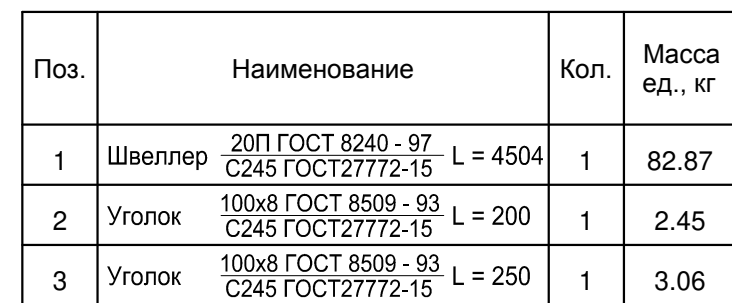 Поз. Наименование Кол. Масса ед., кг
1 Швеллер 20П ГОСТ 8240 - 97 L = 4504 1 82.87
С245 ГОСТ27772-15
2 Уголок 100х8 ГОСТ 8509 - 93 L = 200 1 2.45
С245 ГОСТ27772-15
3 Уголок 100х8 ГОСТ 8509 - 93 L = 250 1 3.06
С245 ГОСТ27772-15